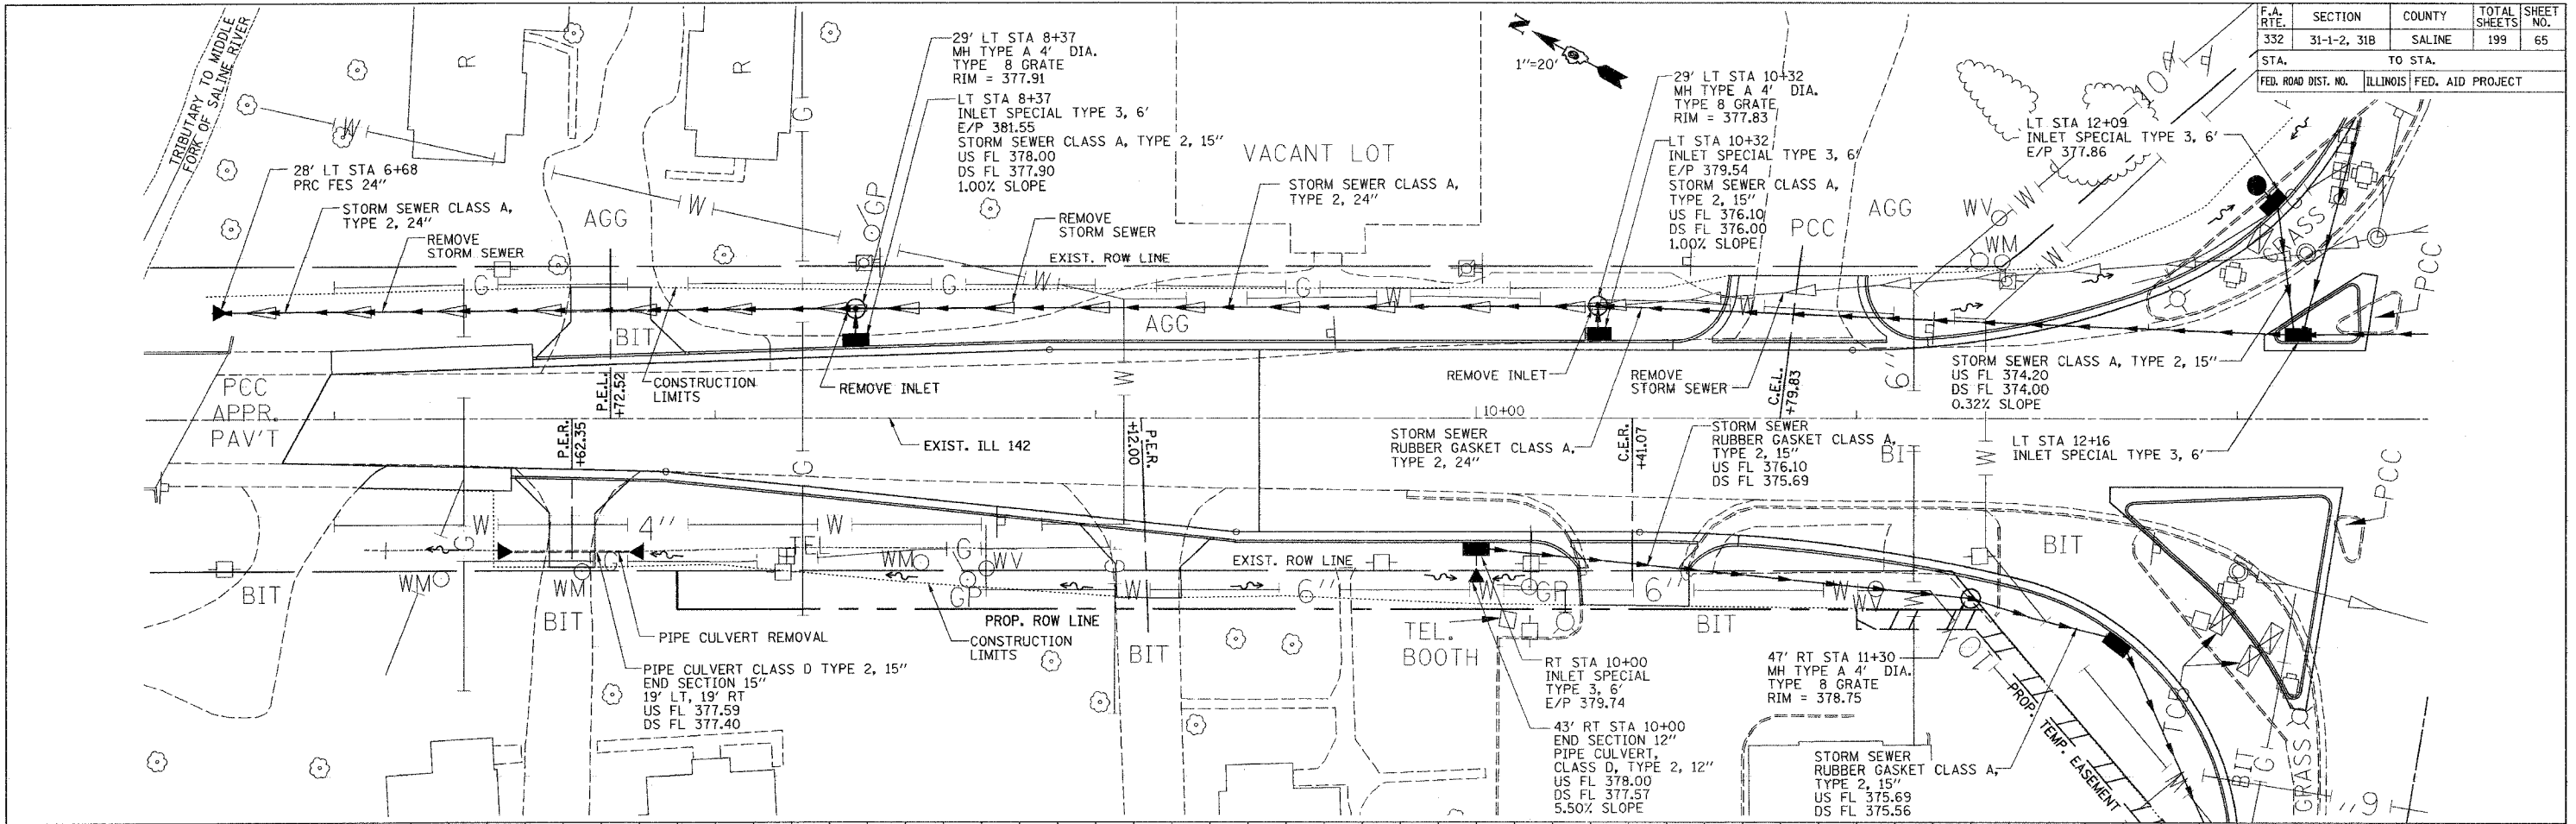 F.A. RTE.
SECTION
COUNTY
TOTAL SHEETS
SHEET NO.
332
31-1-2, 31B
SALINE
199
65
STA.
TO STA.
FED. ROAD DIST. NO.
ILLINOIS
FED. AID PROJECT
TRIBUTARY TO MIDDLE
FORK OF SALINE RIVER
R
R
N
1"=20'
28' LT STA 6+68
PRC FES 24"
STORM SEWER CLASS A,
TYPE 2, 24"
REMOVE
STORM SEWER
AGG
29' LT STA 8+37
MH TYPE A 4' DIA.
TYPE 8 GRATE
RIM = 377.91
LT STA 8+37
INLET SPECIAL TYPE 3, 6'
E/P 381.55
STORM SEWER CLASS A, TYPE 2, 15"
US FL 378.00
DS FL 377.90
1.00% SLOPE
GP
REMOVE
STORM SEWER
EXIST. ROW LINE
VACANT LOT
STORM SEWER CLASS A,
TYPE 2, 24"
29' LT STA 10+32
MH TYPE A 4' DIA.
TYPE 8 GRATE
RIM = 377.83
LT STA 10+32
INLET SPECIAL TYPE 3, 6'
E/P 379.54
STORM SEWER CLASS A,
TYPE 2, 15"
US FL 376.10
DS FL 376.00
1.00% SLOPE
PCC
AGG
WV
WM
W
G
10"
LT STA 12+09
INLET SPECIAL TYPE 3, 6'
E/P 377.86
GRASS
PCC
BIT
AGG
PCC
APPR.
PAV'T
P.E.L.
+72.52
CONSTRUCTION
LIMITS
REMOVE INLET
REMOVE INLET
REMOVE
STORM SEWER
C.E.L.
+79.83
6"
STORM SEWER CLASS A, TYPE 2, 15"
US FL 374.20
DS FL 374.00
0.32% SLOPE
P.E.R.
+62.35
EXIST. ILL 142
P.E.R.
+12.00
10+00
STORM SEWER
RUBBER GASKET CLASS A,
TYPE 2, 24"
C.E.R.
+41.07
STORM SEWER
RUBBER GASKET CLASS A,
TYPE 2, 15"
US FL 376.10
DS FL 375.69
BIT
LT STA 12+16
INLET SPECIAL TYPE 3, 6'
PCC
W
4"
W
G
WM
WM
WM
WV
GP
EXIST. ROW LINE
W
6"
W
GP
6"
W
WV
BIT
BIT
BIT
PIPE CULVERT REMOVAL
PROP. ROW LINE
CONSTRUCTION
LIMITS
BIT
TEL.
BOOTH
BIT
PIPE CULVERT CLASS D TYPE 2, 15"
END SECTION 15"
19' LT, 19' RT
US FL 377.59
DS FL 377.40
RT STA 10+00
INLET SPECIAL
TYPE 3, 6'
E/P 379.74
43' RT STA 10+00
END SECTION 12"
PIPE CULVERT,
CLASS D, TYPE 2, 12"
US FL 378.00
DS FL 377.57
5.50% SLOPE
47' RT STA 11+30
MH TYPE A 4' DIA.
TYPE 8 GRATE
RIM = 378.75
STORM SEWER
RUBBER GASKET CLASS A,
TYPE 2, 15"
US FL 375.69
DS FL 375.56
PROP. TEMP. EASEMENT
BIT
G
GRASS
6"